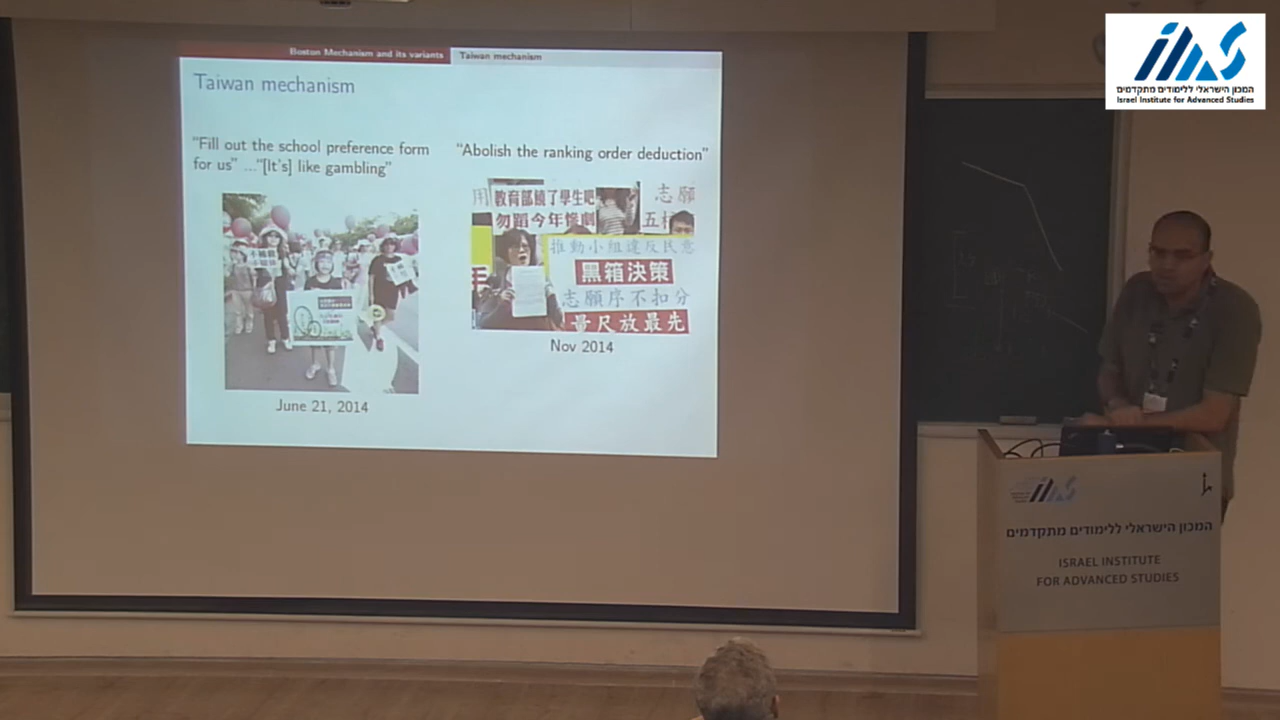 Boston Mechanism and its variants
Taiwan mechanism
Taiwan mechanism
"Fill out the school preference form
for us" ..."[It's] like gambling"
"Abolish the ranking order deduction"
用
教育部饒了學生吧
勿蹈今年慘劇
志願
五
推動小組違反民意
黑箱決策
志願序不扣分
量尺放最先
June 21, 2014
Nov 2014
המכון הישראלי ללימודים מתקדמים
Israel Institute for Advanced Studies
המכון הישראלי ללימודים מתקדמים
ISRAEL INSTITUTE
FOR ADVANCED STUDIES